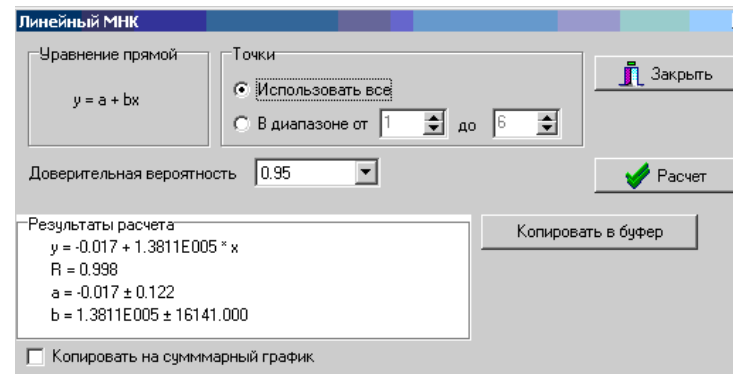 Линейный МНК
Уравнение прямой
y = a + bx
Точки
Использовать все
В диапазоне от 1 до 6
Закрыть
Доверительная вероятность 0.95
Расчет
Результаты расчета
y = -0.017 + 1.3811E005 * x
R = 0.998
a = -0.017 ± 0.122
b = 1.3811E005 ± 16141.000
Копировать в буфер
Копировать на сумммарный график